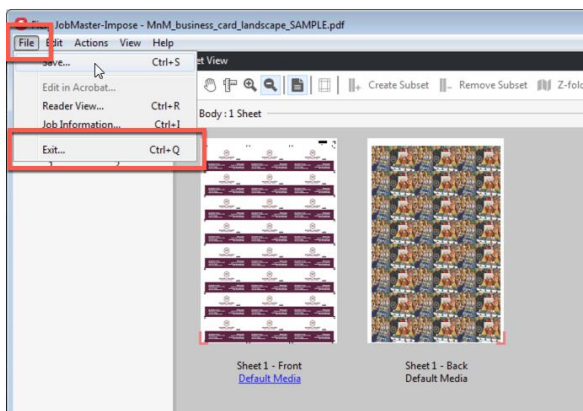 JobMaster-Impose - MnM_business_card_landscape_SAMPLE.pdf
File Edit Actions View Help
Save... Ctrl+S
et View
Edit in Acrobat...
Create Subset Remove Subset Z-fold
Reader View... Ctrl+R
Job Information... Ctrl+I
Body : 1 Sheet
Exit... Ctrl+Q
Sheet 1 - Front Sheet 1 - Back
Default Media Default Media